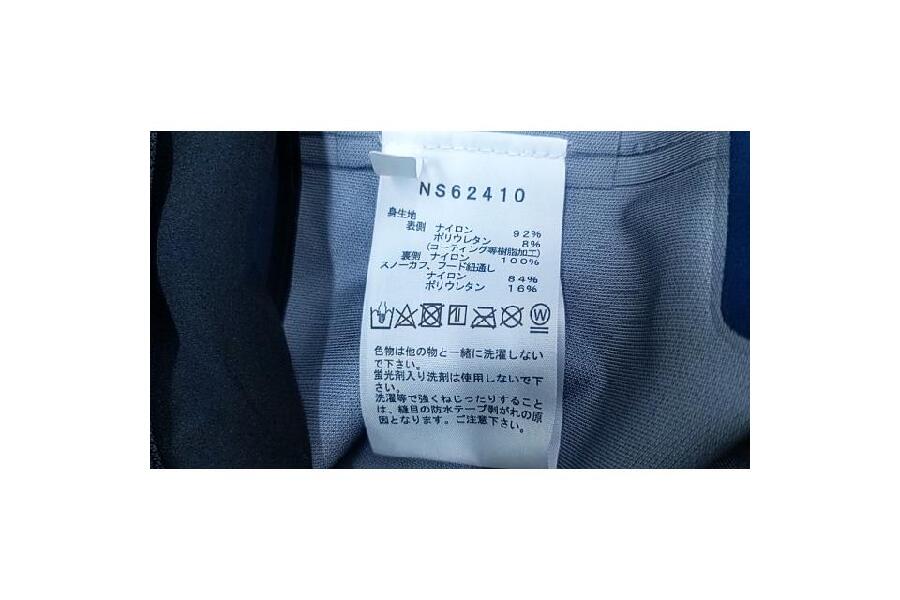 NS62410
身生地
表側 ナイロン 92%
ポリウレタン 8%
(コーティング等樹脂加工)
裏側 ナイロン 100%
スノーカフ、フード紐通し
ナイロン 84%
ポリウレタン 16%
W
色物は他の物と一緒に洗濯しない
で下さい。
蛍光剤入り洗剤は使用しないで下
さい。
洗濯等で強くねじったりすること
は、縫目の防水テープ剥がれの原
因となります。ご注意下さい。